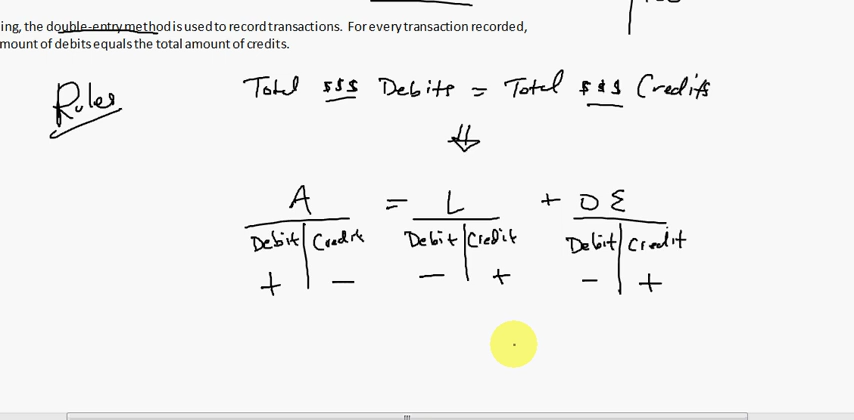 ing, the double-entry method is used to record transactions. For every transaction recorded,
mount of debits equals the total amount of credits.
Rules
Total $$$ Debits = Total $$$ Credits
A = L + OE
Debit Credit Debit Credit Debit Credit
+ − − + − +